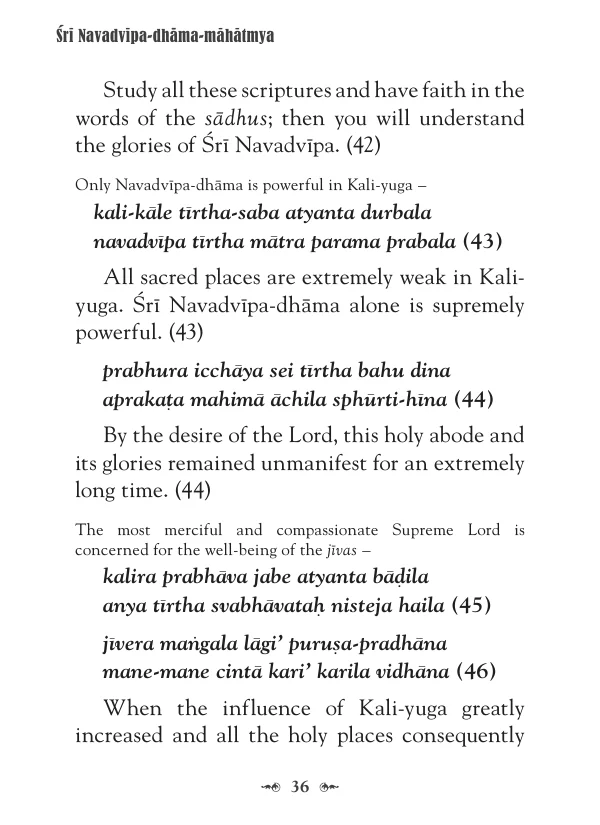 Śrī Navadvīpa-dhāma-māhātmya
Study all these scriptures and have faith in the
words of the sādhus; then you will understand
the glories of Śrī Navadvīpa. (42)
Only Navadvīpa-dhāma is powerful in Kali-yuga –
kali-kāle tīrtha-saba atyanta durbala
navadvīpa tīrtha mātra parama prabala (43)
All sacred places are extremely weak in Kali-
yuga. Śrī Navadvīpa-dhāma alone is supremely
powerful. (43)
prabhura icchāya sei tīrtha bahu dina
aprakaṭa mahimā āchila sphūrti-hīna (44)
By the desire of the Lord, this holy abode and
its glories remained unmanifest for an extremely
long time. (44)
The most merciful and compassionate Supreme Lord is
concerned for the well-being of the jīvas –
kalira prabhāva jabe atyanta bāḍila
anya tīrtha svabhāvataḥ nisteja haila (45)
jīvera maṅgala lāgi’ puruṣa-pradhāna
mane-mane cintā kari’ karila vidhāna (46)
When the influence of Kali-yuga greatly
increased and all the holy places consequently
36